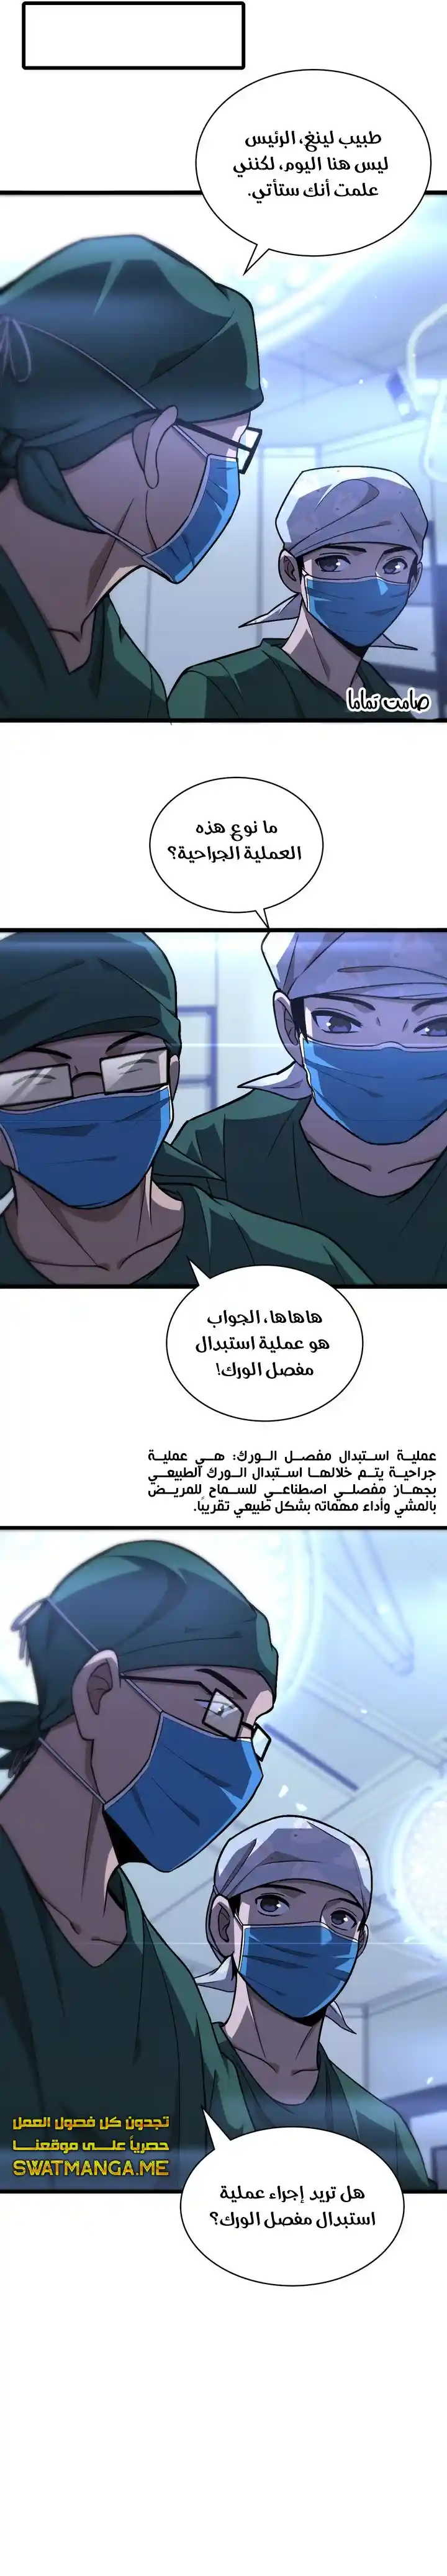 طبيب لينغ، الرئيس
ليس هنا اليوم، لكنني
علمت أنك ستأتي.
صامت تماما
ما نوع هذه
العملية الجراحية؟
هاهاها، الجواب
هو عملية استبدال
مفصل الورك!
عملية استبدال مفصل الورك: هي عملية
جراحية يتم خلالها استبدال الورك الطبيعي
بجهاز مفصلي اصطناعي للسماح للمريض
بالمشي وأداء مهماته بشكل طبيعي تقريبًا.
تجدون كل فصول العمل
حصرياً على موقعنا
SWATMANGA.ME
هل تريد إجراء عملية
استبدال مفصل الورك؟